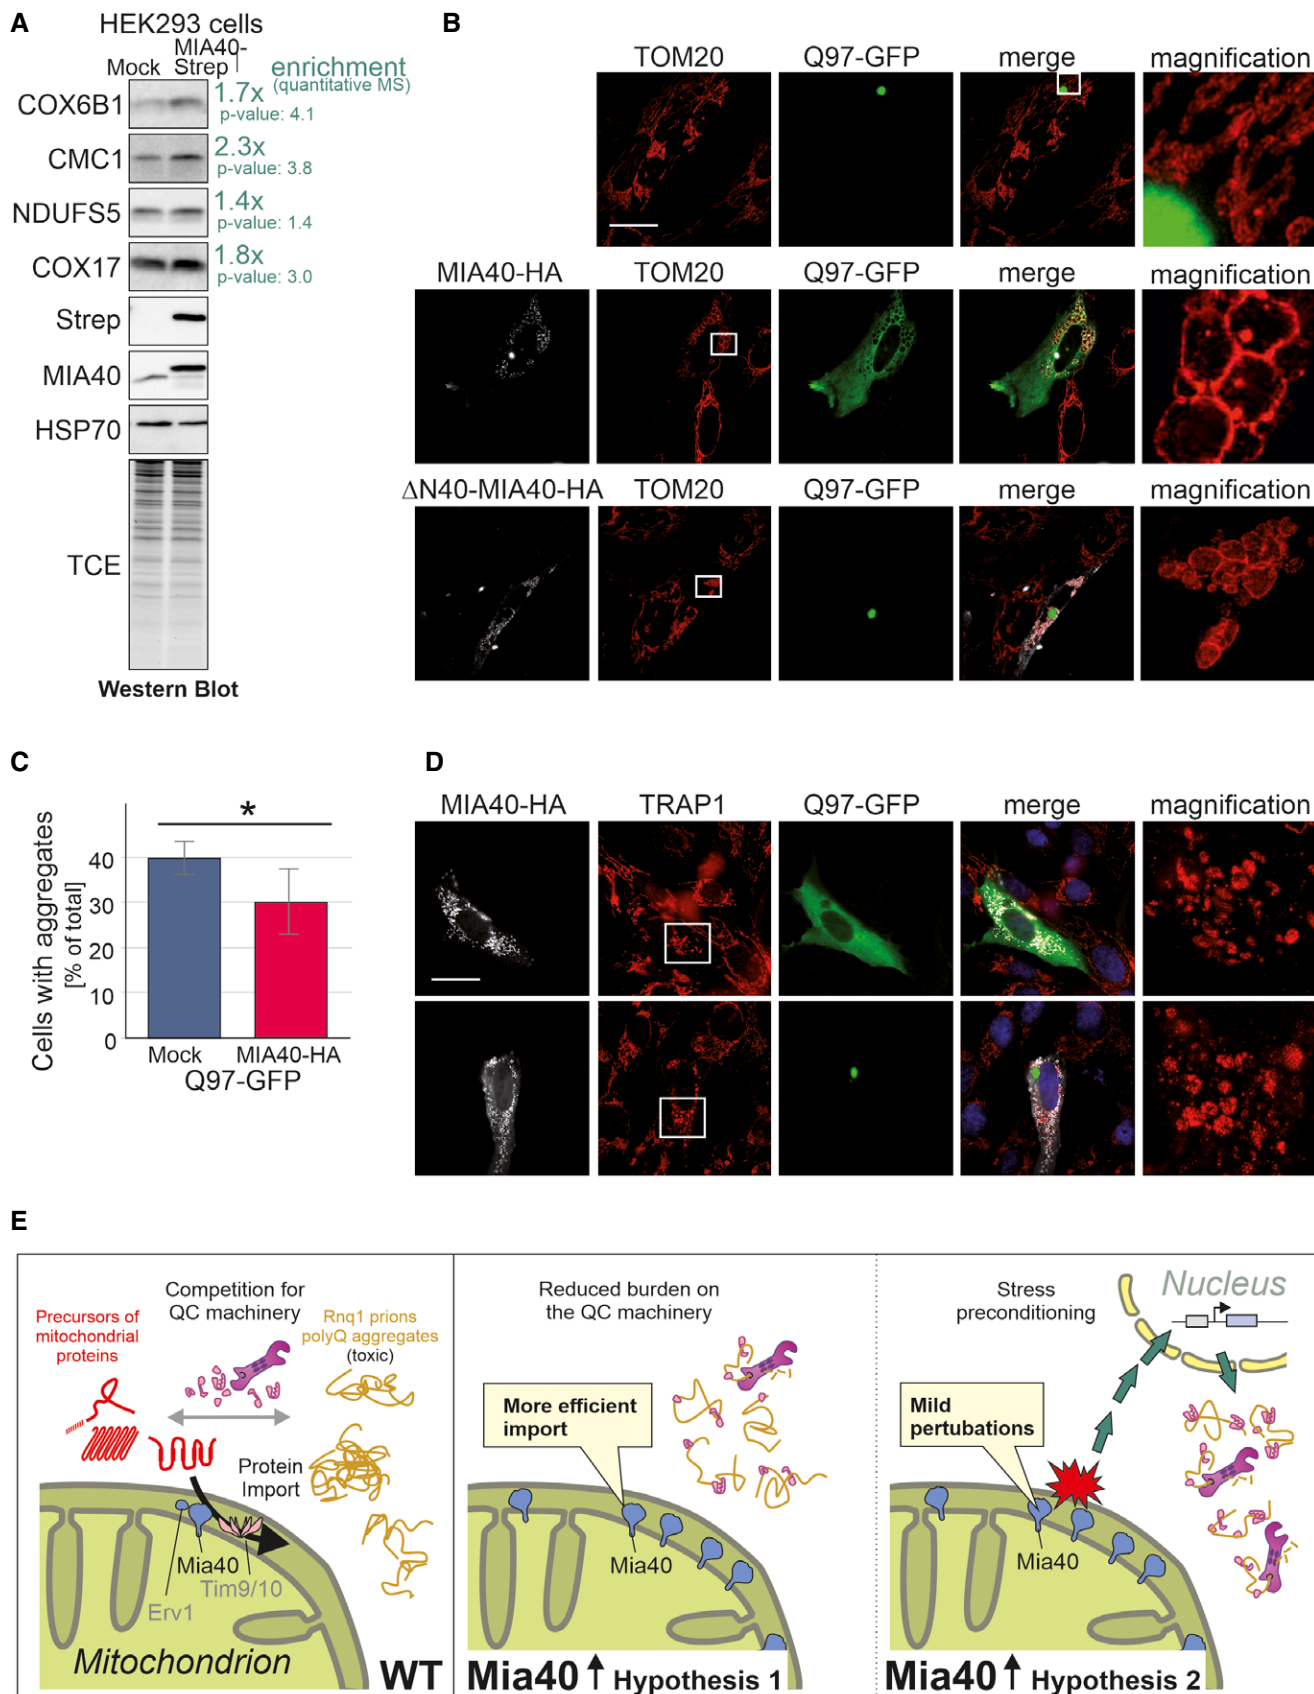 A
HEK293 cells
Mock
MIA40-
Strep
enrichment
(quantitative MS)
COX6B1
1.7x
p-value: 4.1
CMC1
2.3x
p-value: 3.8
NDUFS5
1.4x
p-value: 1.4
COX17
1.8x
p-value: 3.0
Strep
MIA40
HSP70
TCE
Western Blot
B
TOM20 Q97-GFP merge magnification
MIA40-HA TOM20 Q97-GFP merge magnification
ΔN40-MIA40-HA TOM20 Q97-GFP merge magnification
C
*
Cells with aggregates
[% of total]
40
30
20
10
0
Mock MIA40-HA
Q97-GFP
D
MIA40-HA TRAP1 Q97-GFP merge magnification
E
Competition for
QC machinery
Precursors of
mitochondrial
proteins
Rnq1 prions
polyQ aggregates
(toxic)
Protein
Import
Mia40
Tim9/10
Erv1
Mitochondrion
WT
Reduced burden on
the QC machinery
More efficient
import
Mia40
Mia40 Hypothesis 1
Stress
preconditioning
Nucleus
Mild
pertubations
Mia40
Mia40 Hypothesis 2